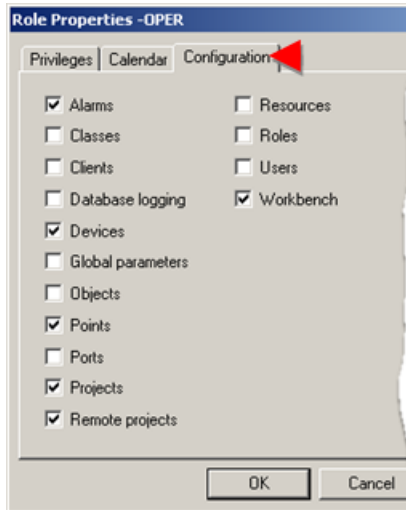 Role Properties -OPER
Privileges Calendar Configuration
Alarms Resources
Classes Roles
Clients Users
Database logging Workbench
Devices
Global parameters
Objects
Points
Ports
Projects
Remote projects
OK Cancel